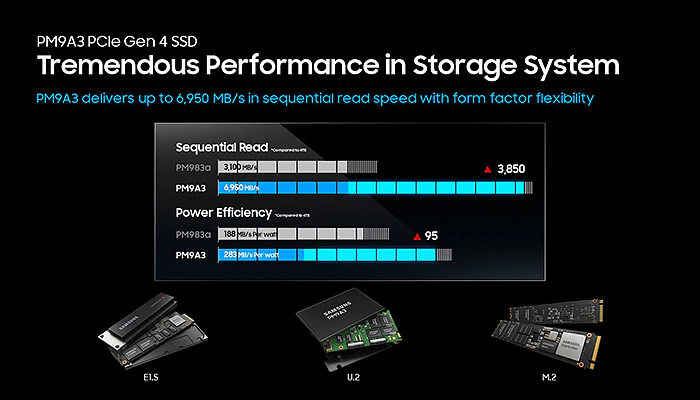 PM9A3 PCIe Gen 4 SSD
Tremendous Performance in Storage System
PM9A3 delivers up to 6,950 MB/s in sequential read speed with form factor flexibility
Sequential Read *Compared to 4TB
PM983a 3,100 MB/s
▲ 3,850
PM9A3 6,950 MB/s
Power Efficiency *Compared to 4TB
PM983a 188 MB/s Per watt
▲ 95
PM9A3 283 MB/s Per watt
SAMSUNG
SAMSUNG
PM9A3
SAMSUNG
Controller
E1.S
U.2
M.2